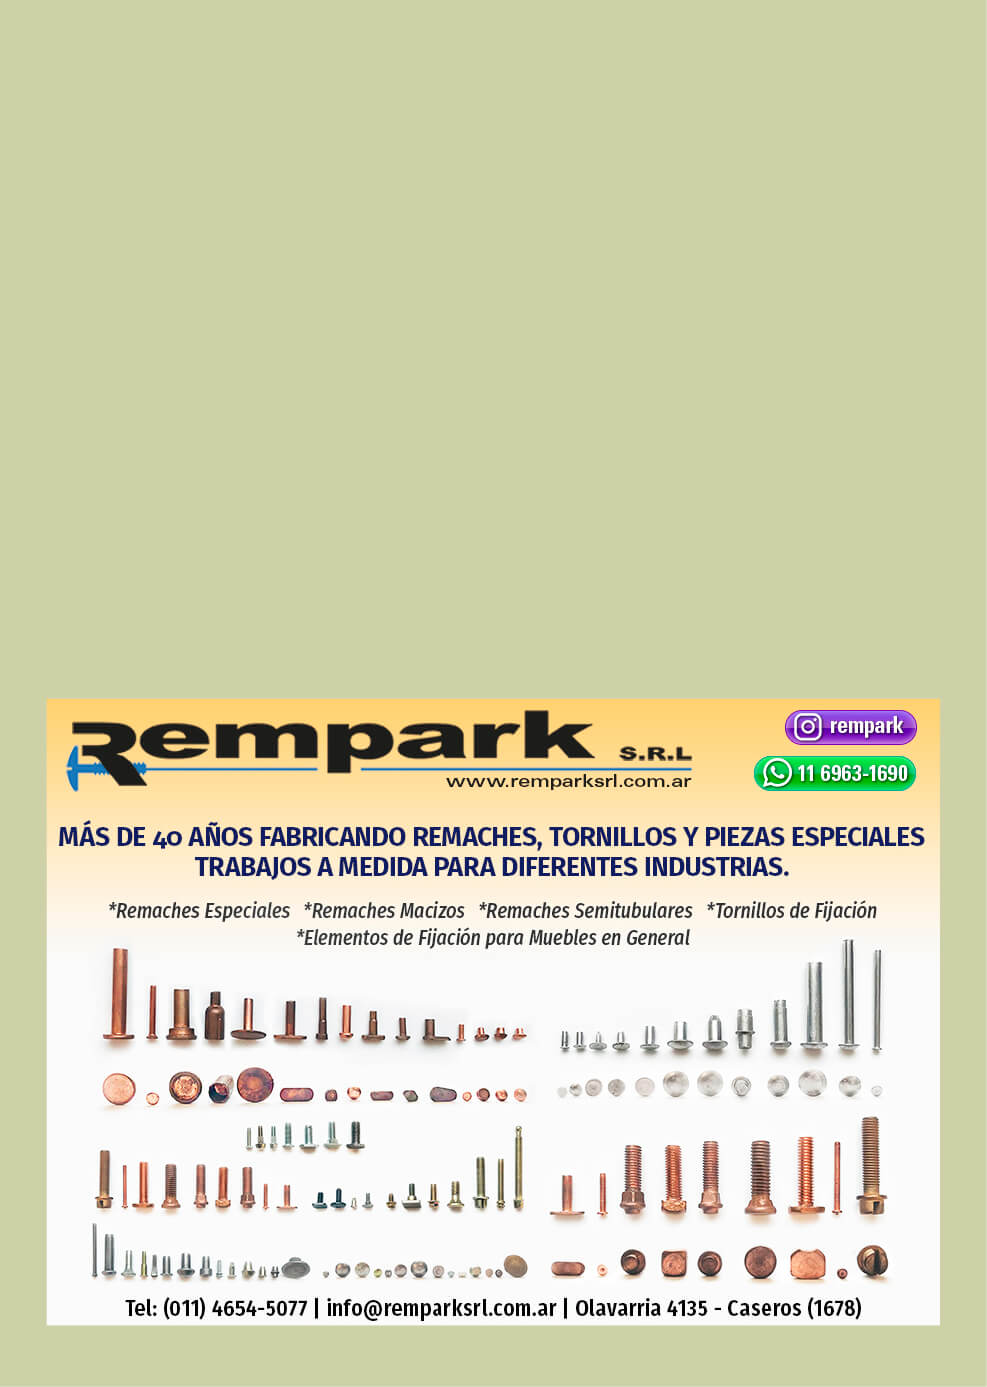 Rempark S.R.L
www.remparksrl.com.ar
rempark
11 6963-1690
MÁS DE 40 AÑOS FABRICANDO REMACHES, TORNILLOS Y PIEZAS ESPECIALES
TRABAJOS A MEDIDA PARA DIFERENTES INDUSTRIAS.
*Remaches Especiales *Remaches Macizos *Remaches Semitubulares *Tornillos de Fijación
*Elementos de Fijación para Muebles en General
Tel: (011) 4654-5077 | info@remparksrl.com.ar | Olavarria 4135 - Caseros (1678)